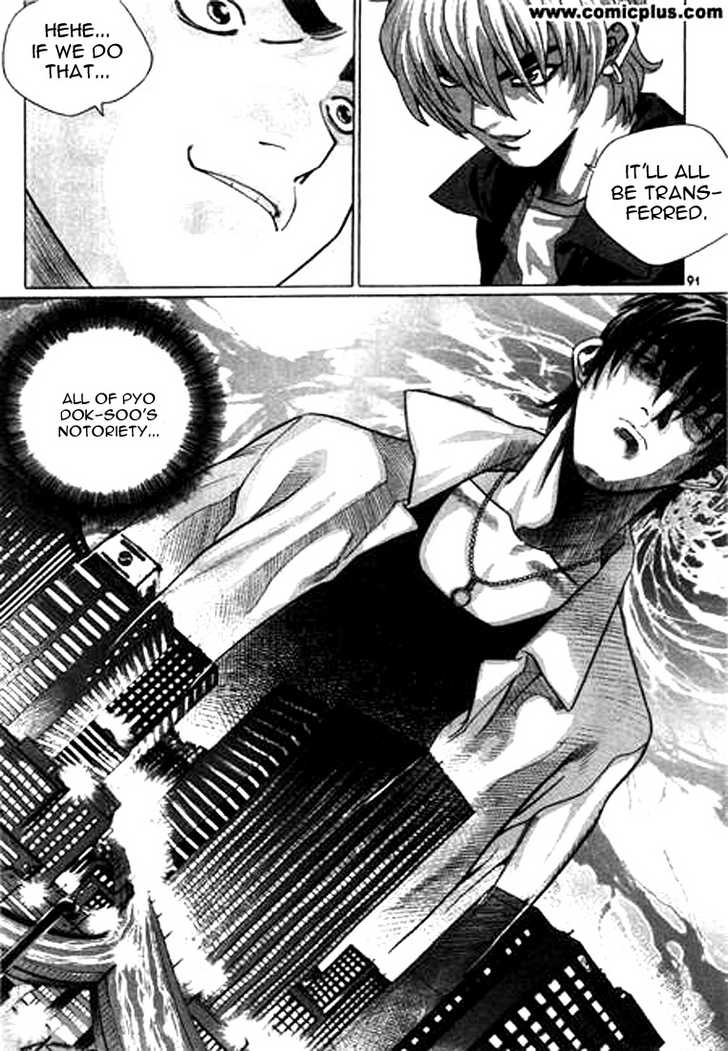 www.comicplus.com
HEHE...
IF WE DO
THAT...
IT'LL ALL
BE TRANS-
FERRED.
91
ALL OF PYO
DOK-SOO'S
NOTORIETY...